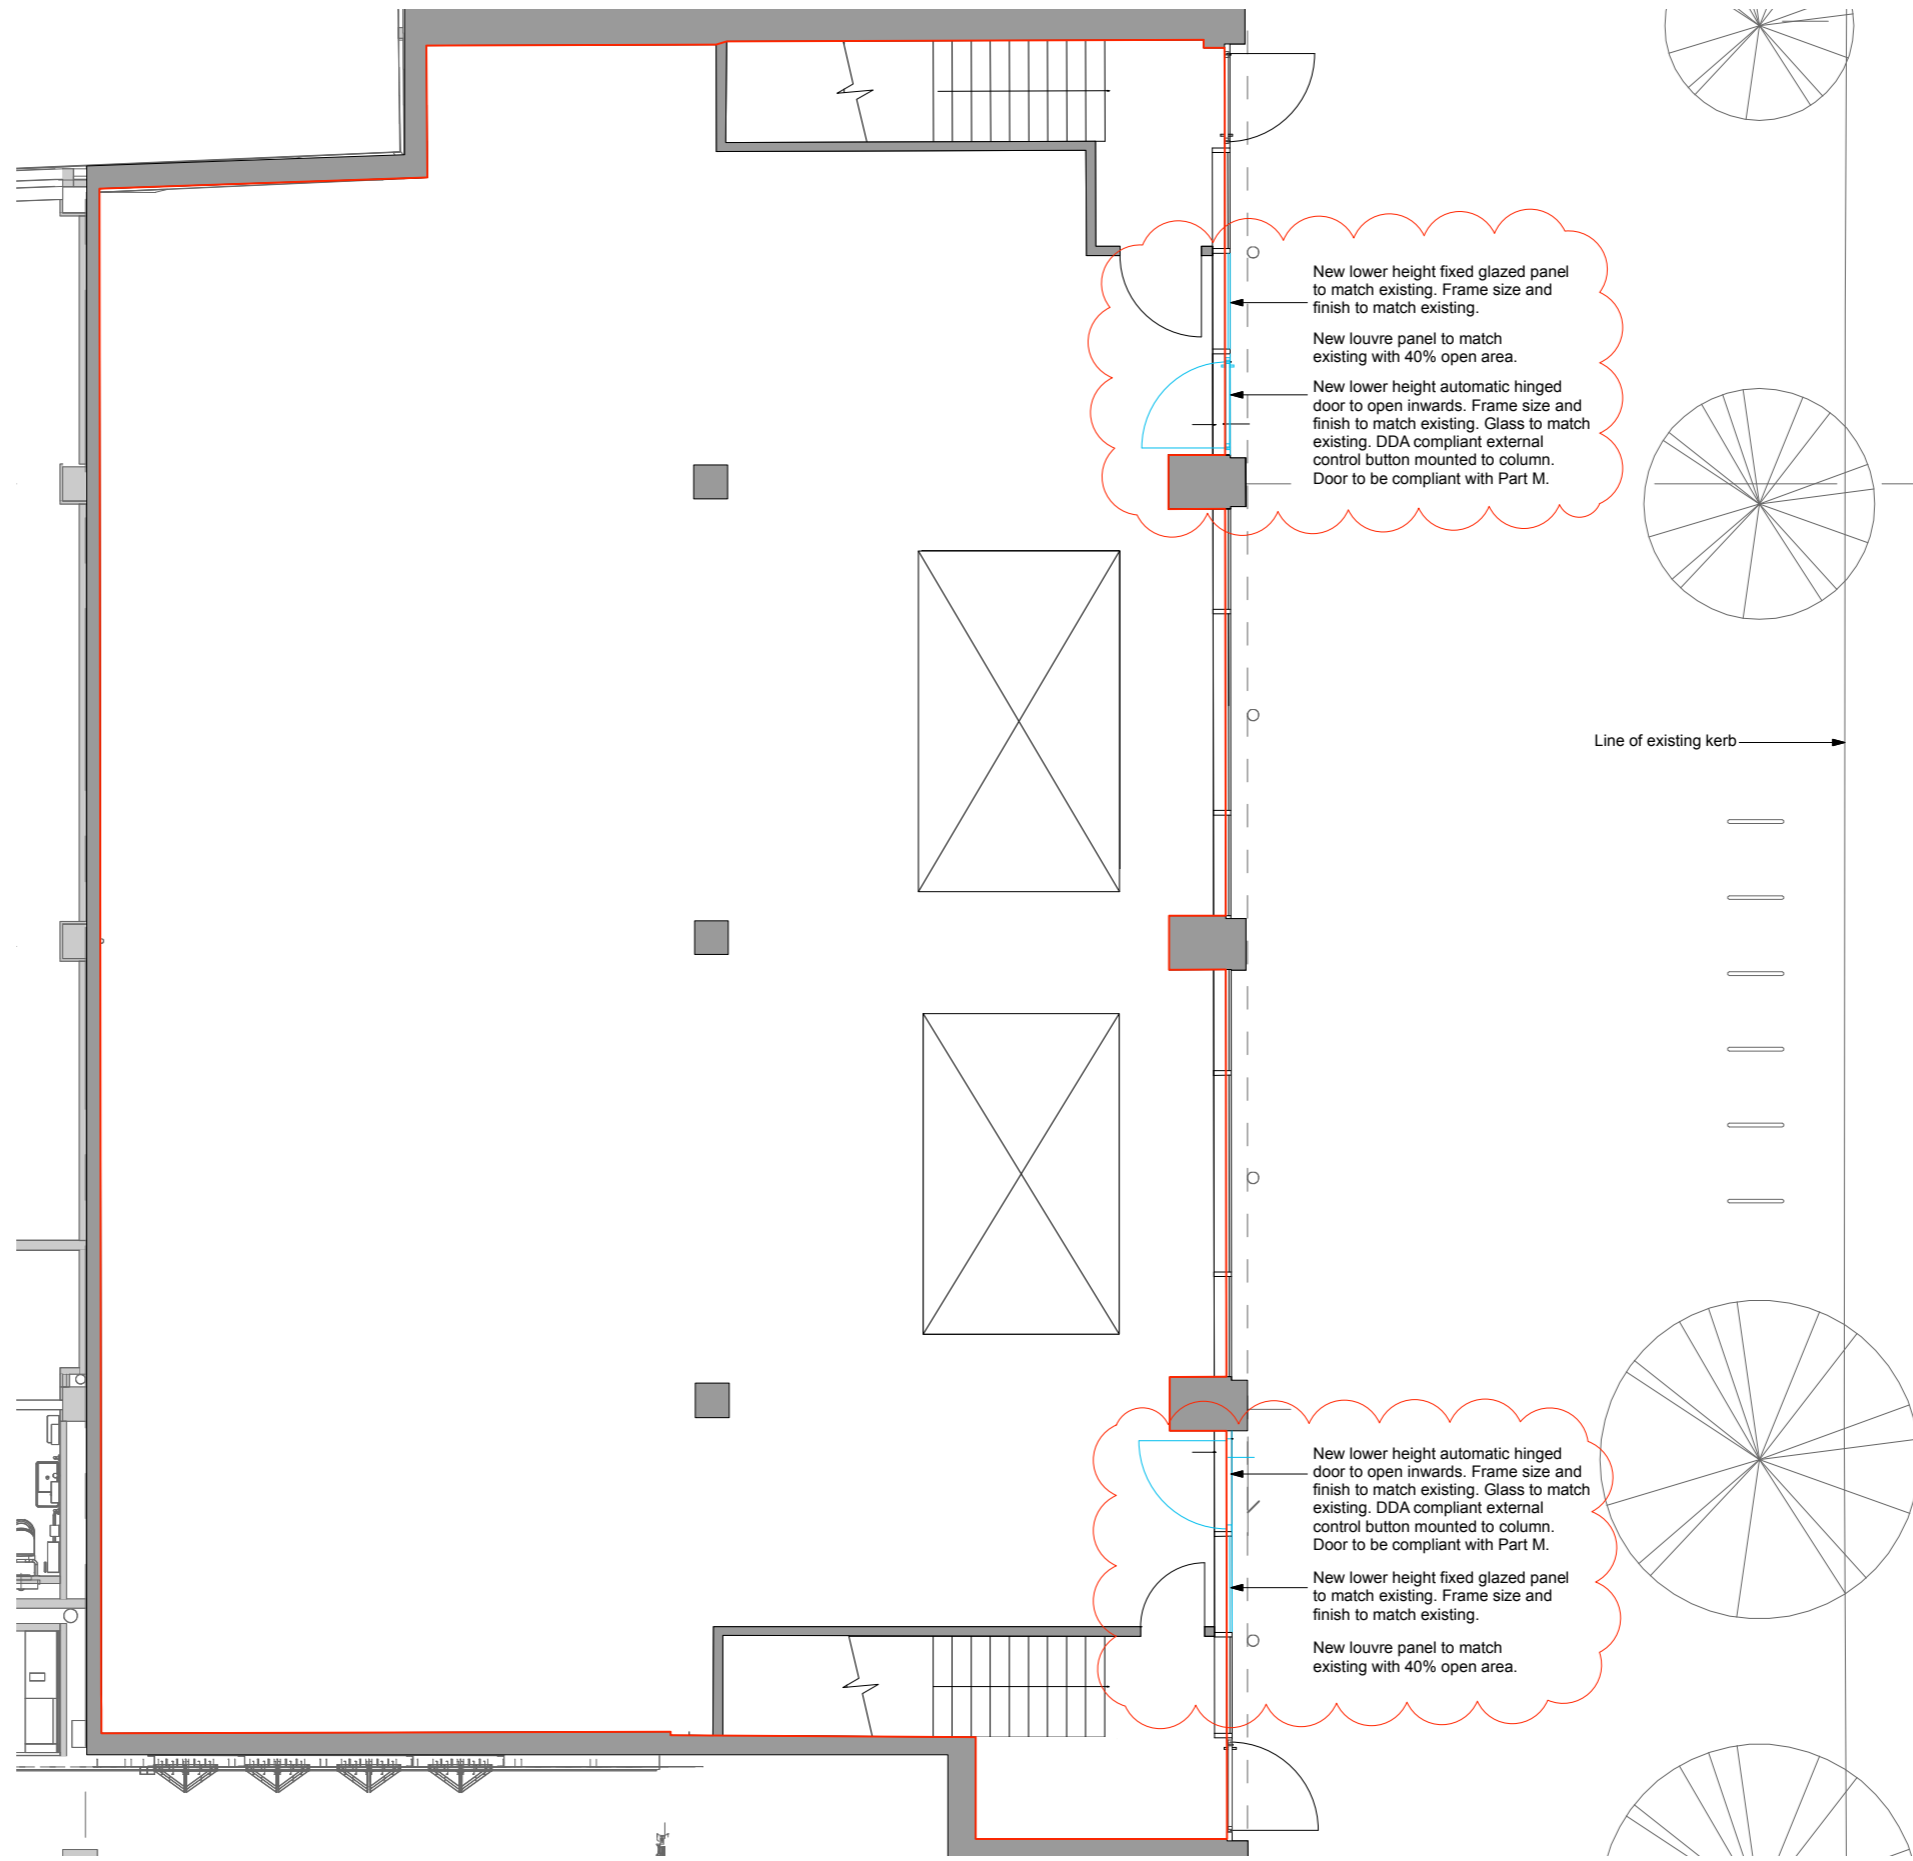 New lower height fixed glazed panel
to match existing. Frame size and
finish to match existing.
New louvre panel to match
existing with 40% open area.
New lower height automatic hinged
door to open inwards. Frame size and
finish to match existing. Glass to match
existing. DDA compliant external
control button mounted to column.
Door to be compliant with Part M.
Line of existing kerb
New lower height automatic hinged
door to open inwards. Frame size and
finish to match existing. Glass to match
existing. DDA compliant external
control button mounted to column.
Door to be compliant with Part M.
New lower height fixed glazed panel
to match existing. Frame size and
finish to match existing.
New louvre panel to match
existing with 40% open area.